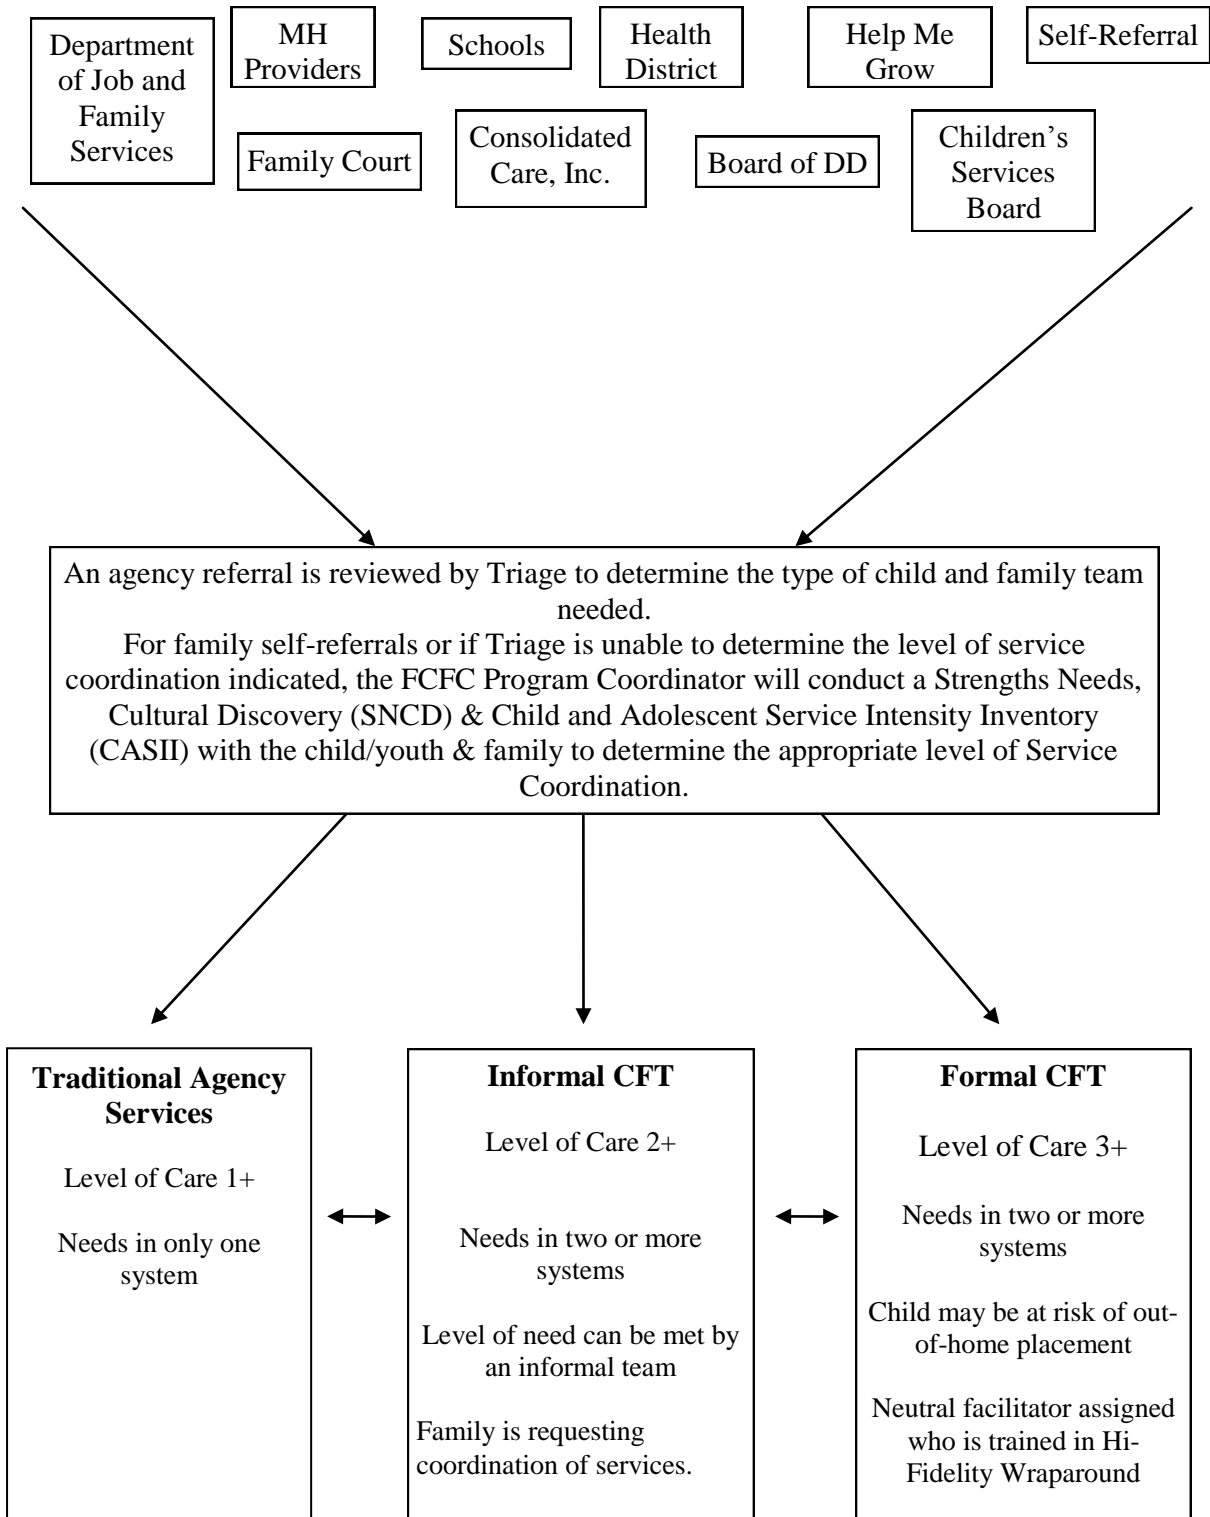 Department
of Job and
Family
Services
MH
Providers
Schools
Health
District
Help Me
Grow
Self-Referral
Family Court
Consolidated
Care, Inc.
Board of DD
Children’s
Services
Board
An agency referral is reviewed by Triage to determine the type of child and family team
needed.
For family self-referrals or if Triage is unable to determine the level of service
coordination indicated, the FCFC Program Coordinator will conduct a Strengths Needs,
Cultural Discovery (SNCD) & Child and Adolescent Service Intensity Inventory
(CASII) with the child/youth & family to determine the appropriate level of Service
Coordination.
Traditional Agency
Services
Level of Care 1+
Needs in only one
system
Informal CFT
Level of Care 2+
Needs in two or more
systems
Level of need can be met by
an informal team
Family is requesting
coordination of services.
Formal CFT
Level of Care 3+
Needs in two or more
systems
Child may be at risk of out-
of-home placement
Neutral facilitator assigned
who is trained in Hi-
Fidelity Wraparound